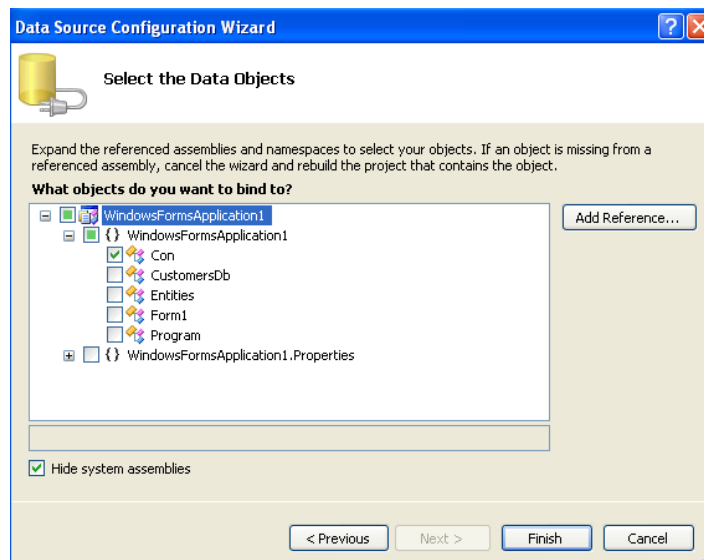 Data Source Configuration Wizard
?
Select the Data Objects
Expand the referenced assemblies and namespaces to select your objects. If an object is missing from a
referenced assembly, cancel the wizard and rebuild the project that contains the object.
What objects do you want to bind to?
WindowsFormsApplication1
Add Reference...
{} WindowsFormsApplication1
Con
CustomersDb
Entities
Form1
Program
{} WindowsFormsApplication1.Properties
Hide system assemblies
< Previous
Next >
Finish
Cancel